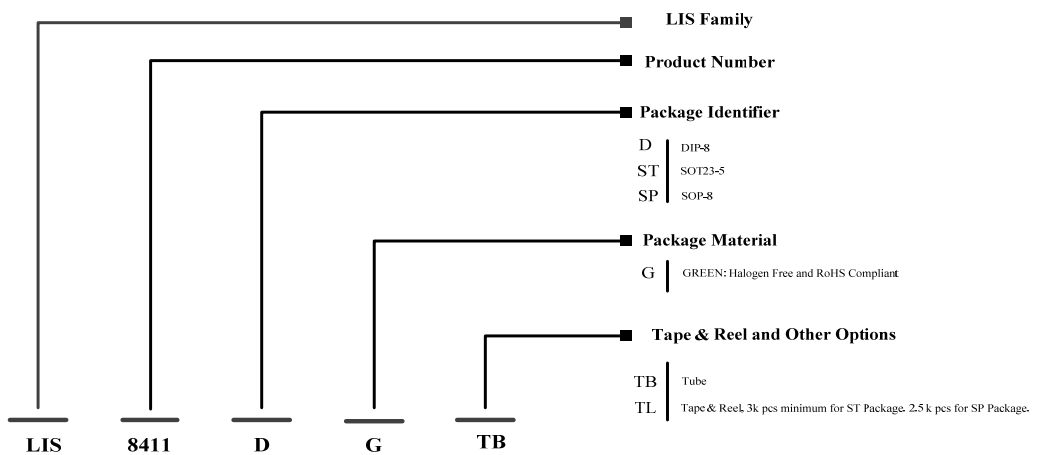 LIS Family
Product Number
Package Identifier
D DIP-8
ST SOT23-5
SP SOP-8
Package Material
G GREEN: Halogen Free and RoHS Compliant
Tape & Reel and Other Options
TB Tube
TL Tape & Reel, 3k pcs minimum for ST Package. 2.5 k pcs for SP Package.
LIS 8411 D G TB